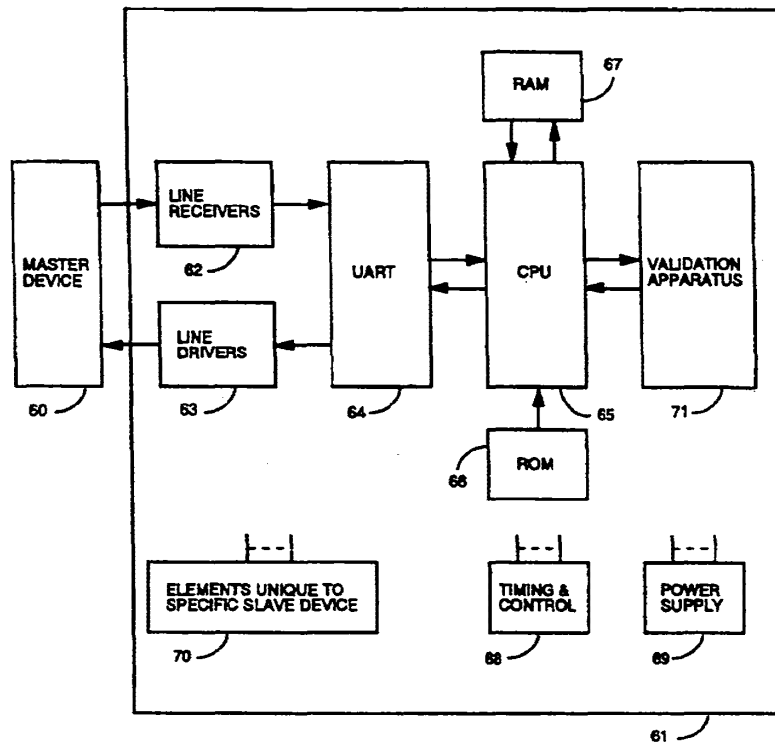 RAM
67
MASTER
DEVICE
60
LINE
RECEIVERS
62
LINE
DRIVERS
63
UART
64
CPU
65
VALIDATION
APPARATUS
71
ROM
66
ELEMENTS UNIQUE TO
SPECIFIC SLAVE DEVICE
70
TIMING &
CONTROL
68
POWER
SUPPLY
69
61